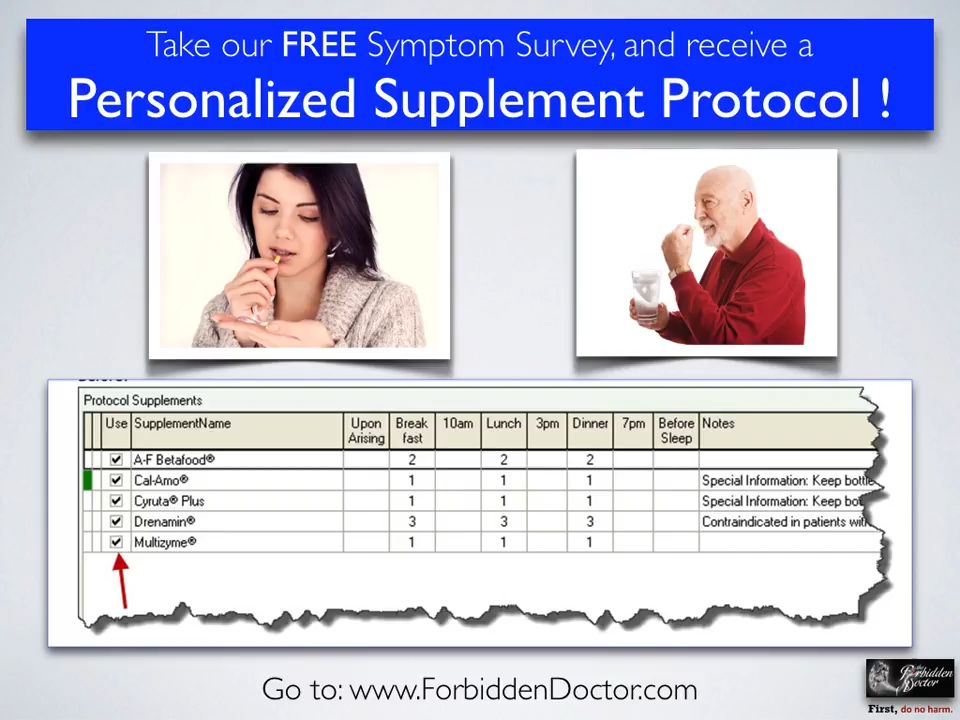 Take our FREE Symptom Survey, and receive a
Personalized Supplement Protocol !
Protocol Supplements
Use SupplementName Upon Arising Break fast 10am Lunch 3pm Dinner 7pm Before Sleep Notes
A-F Betafood® 2 2 2
Cal-Amo® 1 1 1 Special Information: Keep bottle
Cyruta® Plus 1 1 1 Special Information: Keep
Drenamin® 3 3 3 Contraindicated in patients
Multizyme® 1 1 1
Go to: www.ForbiddenDoctor.com
the
Forbidden
Doctor
First, do no harm.